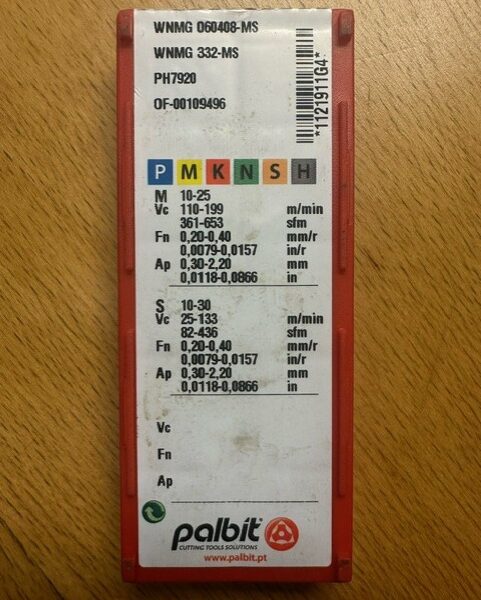 WNMG 060408-MS
WNMG 332-MS
PH7920
OF-00109496
*1121911G4*
P M K N S H
M 10-25
Vc 110-199 m/min
361-653 sfm
Fn 0,20-0,40 mm/r
0,0079-0,0157 in/r
Ap 0,30-2,20 mm
0,0118-0,0866 in
S 10-30
Vc 25-133 m/min
82-436 sfm
Fn 0,20-0,40 mm/r
0,0079-0,0157 in/r
Ap 0,30-2,20 mm
0,0118-0,0866 in
Vc
Fn
Ap
palbit®
CUTTING TOOLS SOLUTIONS
www.palbit.pt